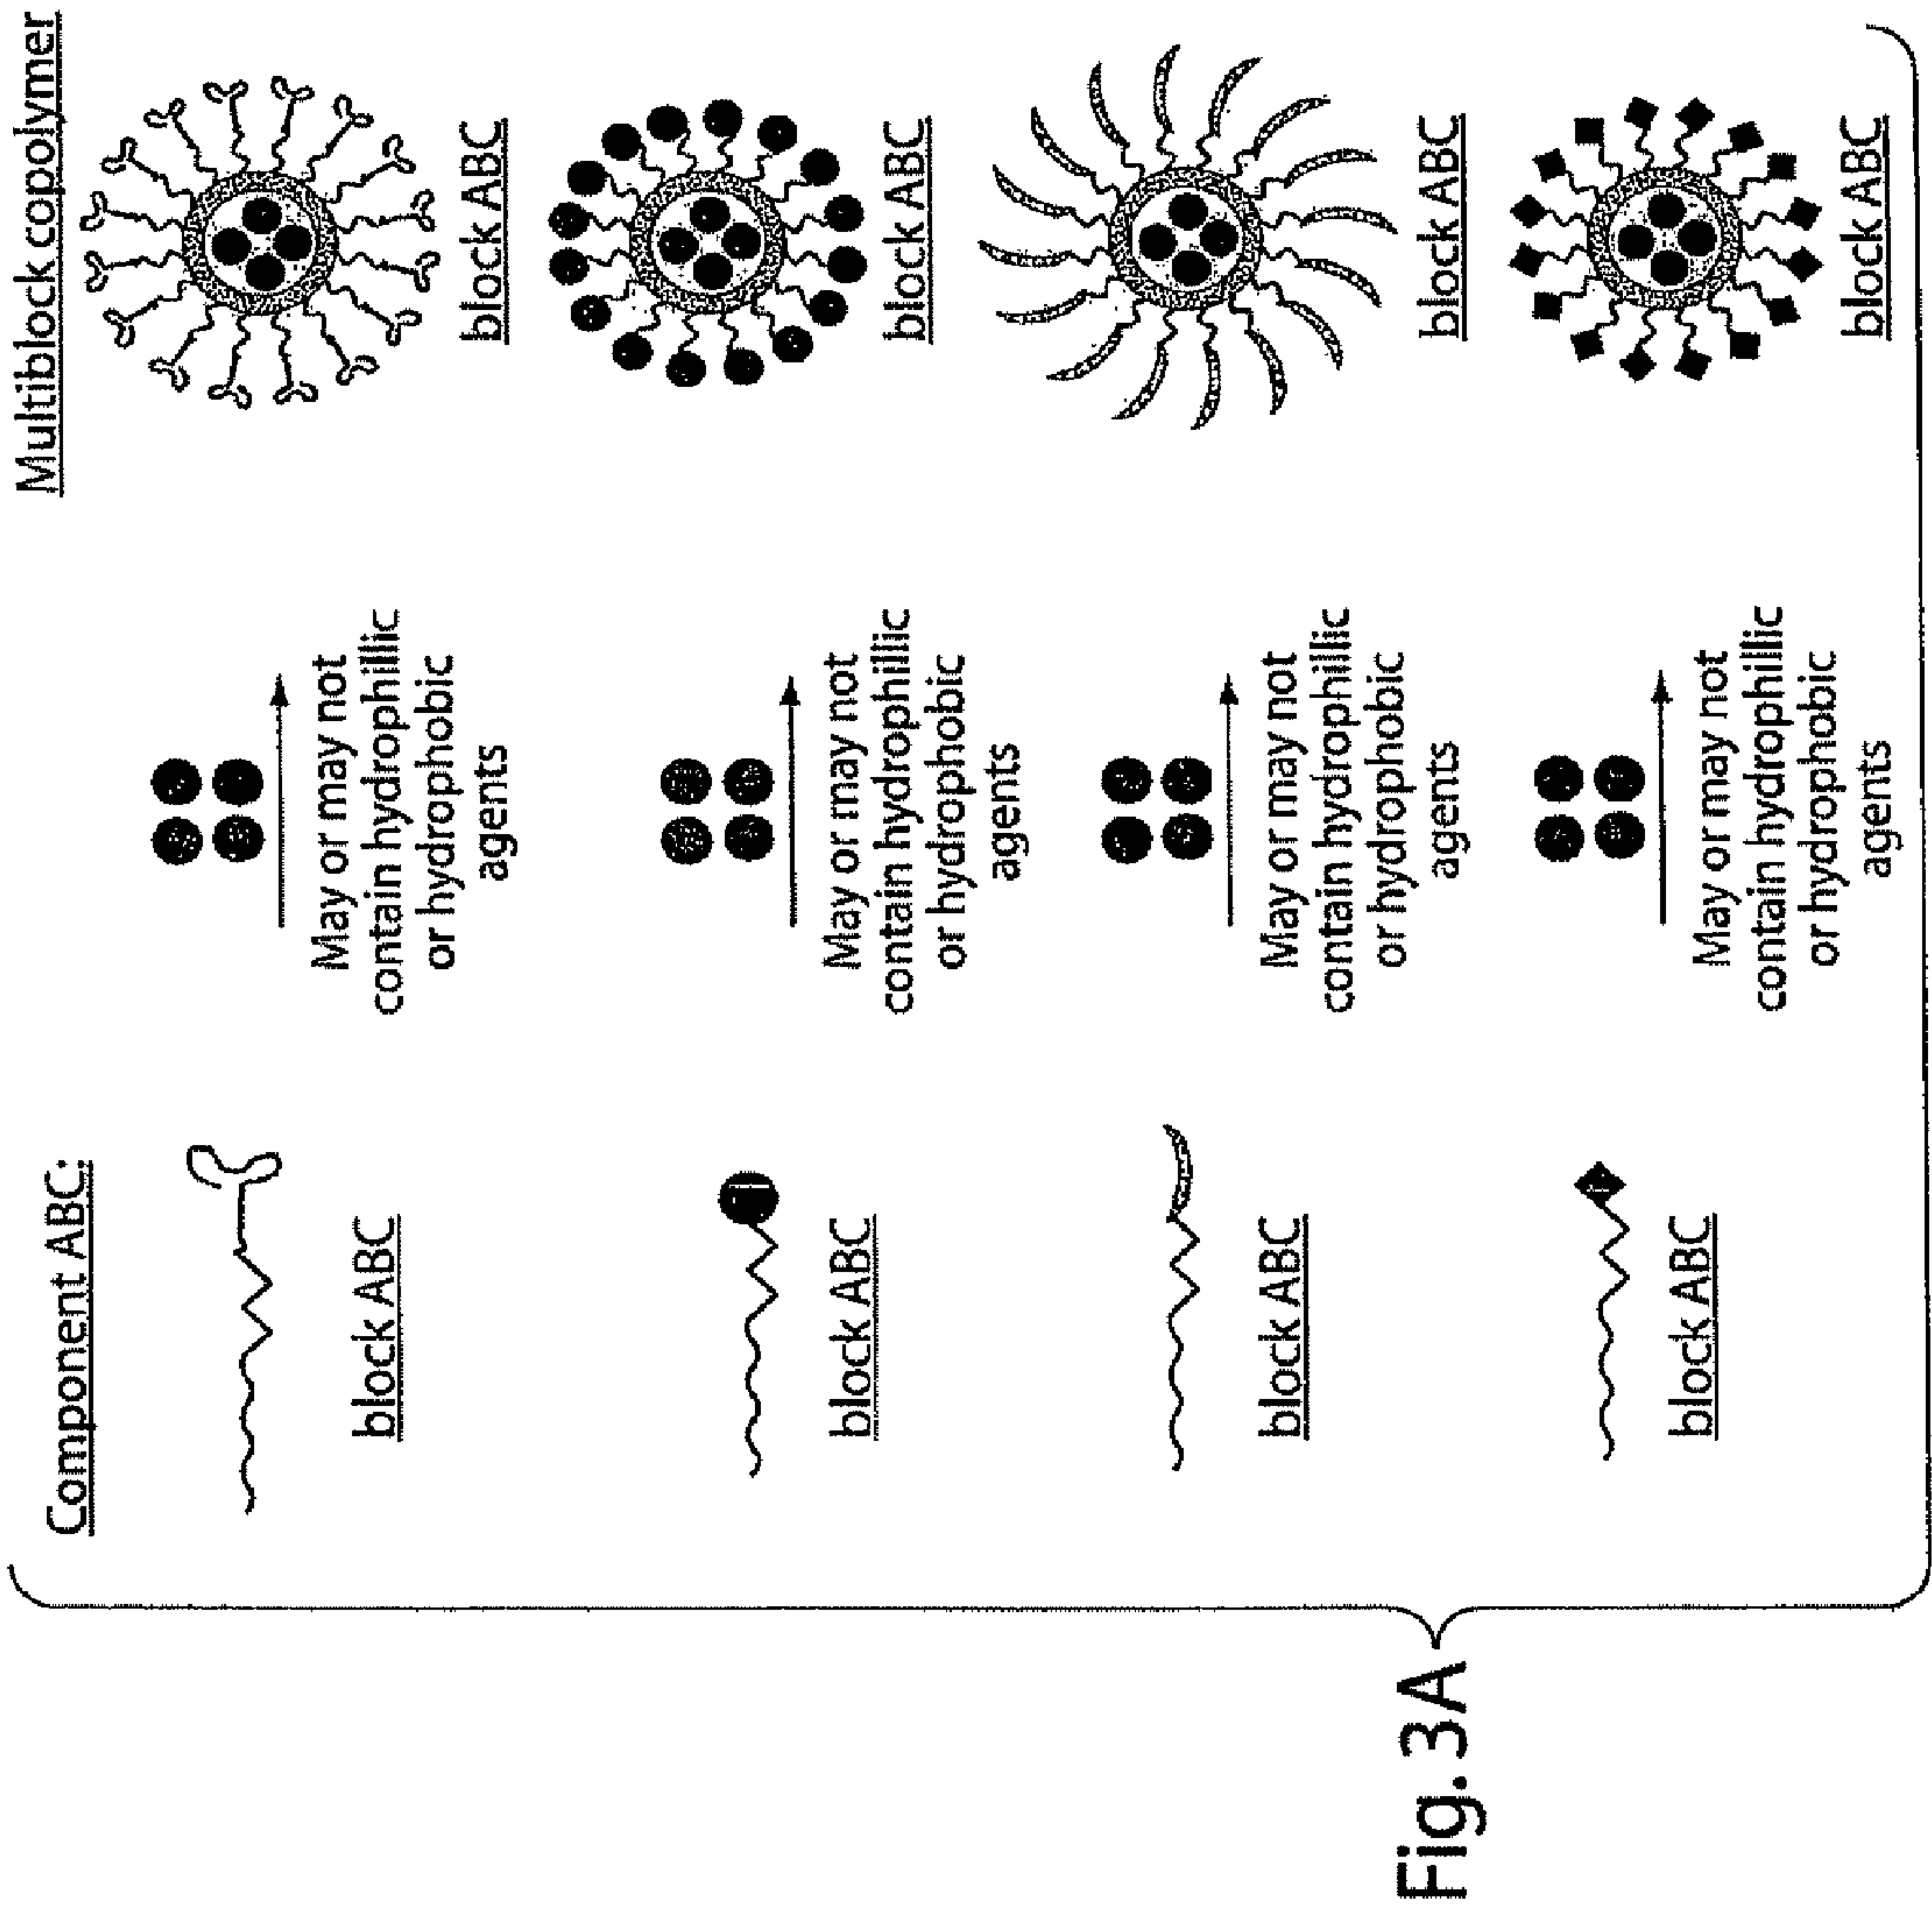 Component ABC:
Multiblock copolymer
block ABC
May or may not
contain hydrophillic
or hydrophobic
agents
block ABC
block ABC
May or may not
contain hydrophillic
or hydrophobic
agents
block ABC
block ABC
May or may not
contain hydrophillic
or hydrophobic
agents
block ABC
block ABC
May or may not
contain hydrophillic
or hydrophobic
agents
block ABC
Fig. 3A